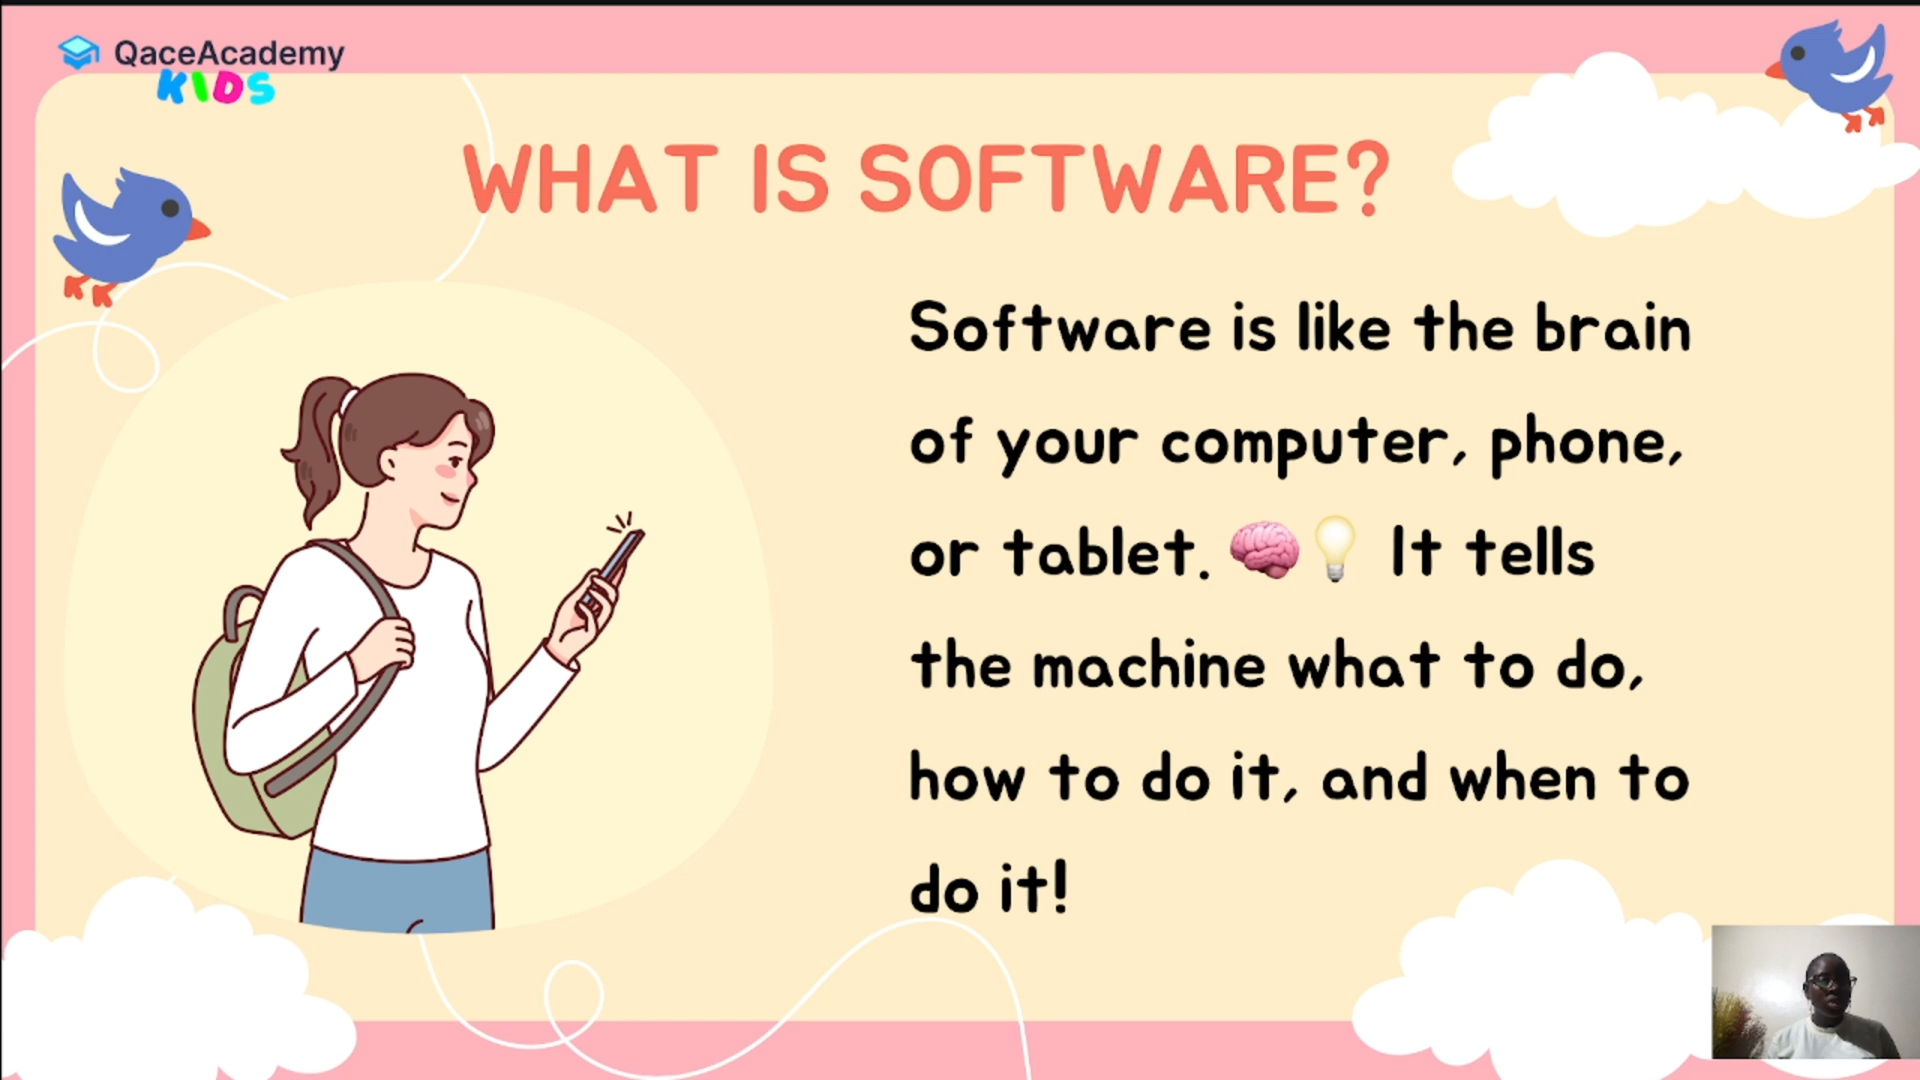 QaceAcademy
KIDS
WHAT IS SOFTWARE?
Software is like the brain
of your computer, phone,
or tablet. 🧠💡 It tells
the machine what to do,
how to do it, and when to
do it!